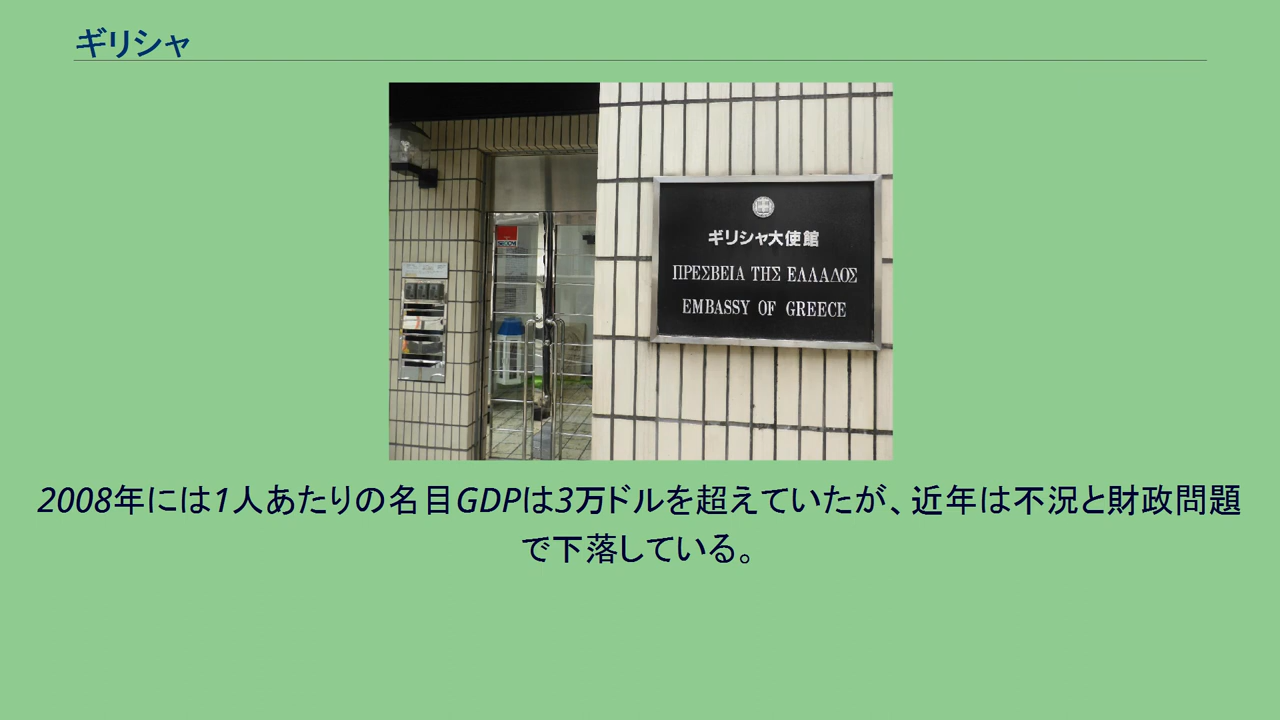 ギリシャ
ギリシャ大使館
ΠΡΕΣΒΕΙΑ ΤΗΣ ΕΛΛΑΔΟΣ
EMBASSY OF GREECE
2008年には1人あたりの名目GDPは3万ドルを超えていたが、近年は不況と財政問題
で下落している。